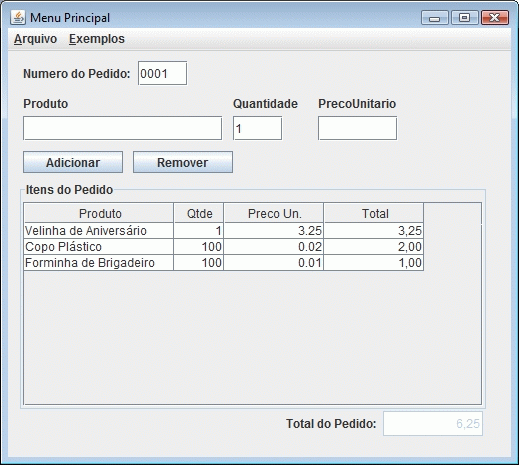 Menu Principal
Arquivo Exemplos
Numero do Pedido: 0001
Produto Quantidade PrecoUnitario
1
Adicionar Remover
Itens do Pedido
Produto Qtde Preco Un. Total
Velinha de Aniversário 1 3.25 3,25
Copo Plástico 100 0.02 2,00
Forminha de Brigadeiro 100 0.01 1,00
Total do Pedido: 6,25